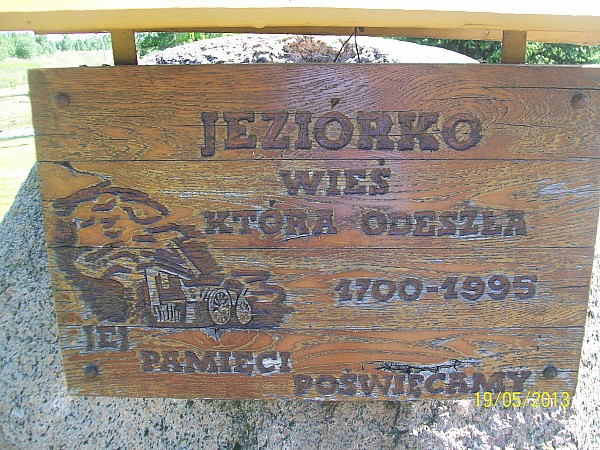 JEZIÓRKO
WIEŚ
KTÓRA ODESZŁA
1700-1995
JEJ
PAMIĘCI
POŚWIĘCAMY
19/05/2013